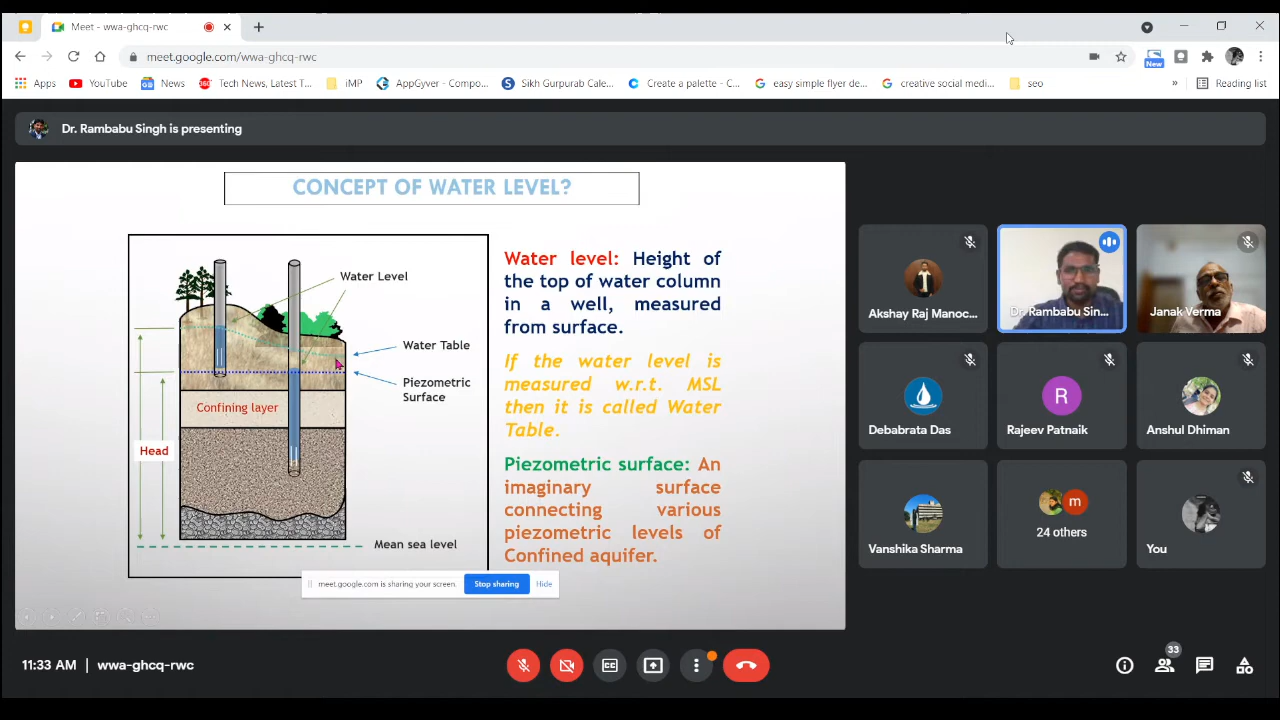 Meet - wwa-ghcq-rwc
meet.google.com/wwa-ghcq-rwc
New
Apps YouTube News Tech News, Latest T... iMP AppGyver - Compo... Sikh Gurpurab Cale... Create a palette - C... easy simple flyer de... creative social medi... seo » Reading list
Dr. Rambabu Singh is presenting
CONCEPT OF WATER LEVEL?
Water Level
Water Table
Piezometric
Surface
Confining layer
Head
Mean sea level
Water level: Height of
the top of water column
in a well, measured
from surface.
If the water level is
measured w.r.t. MSL
then it is called Water
Table.
Piezometric surface: An
imaginary surface
connecting various
piezometric levels of
Confined aquifer.
meet.google.com is sharing your screen. Stop sharing Hide
Akshay Raj Manoc...
Dr. Rambabu Sin...
Janak Verma
Debabrata Das
R
Rajeev Patnaik
Anshul Dhiman
Vanshika Sharma
m
24 others
You
11:33 AM | wwa-ghcq-rwc
33